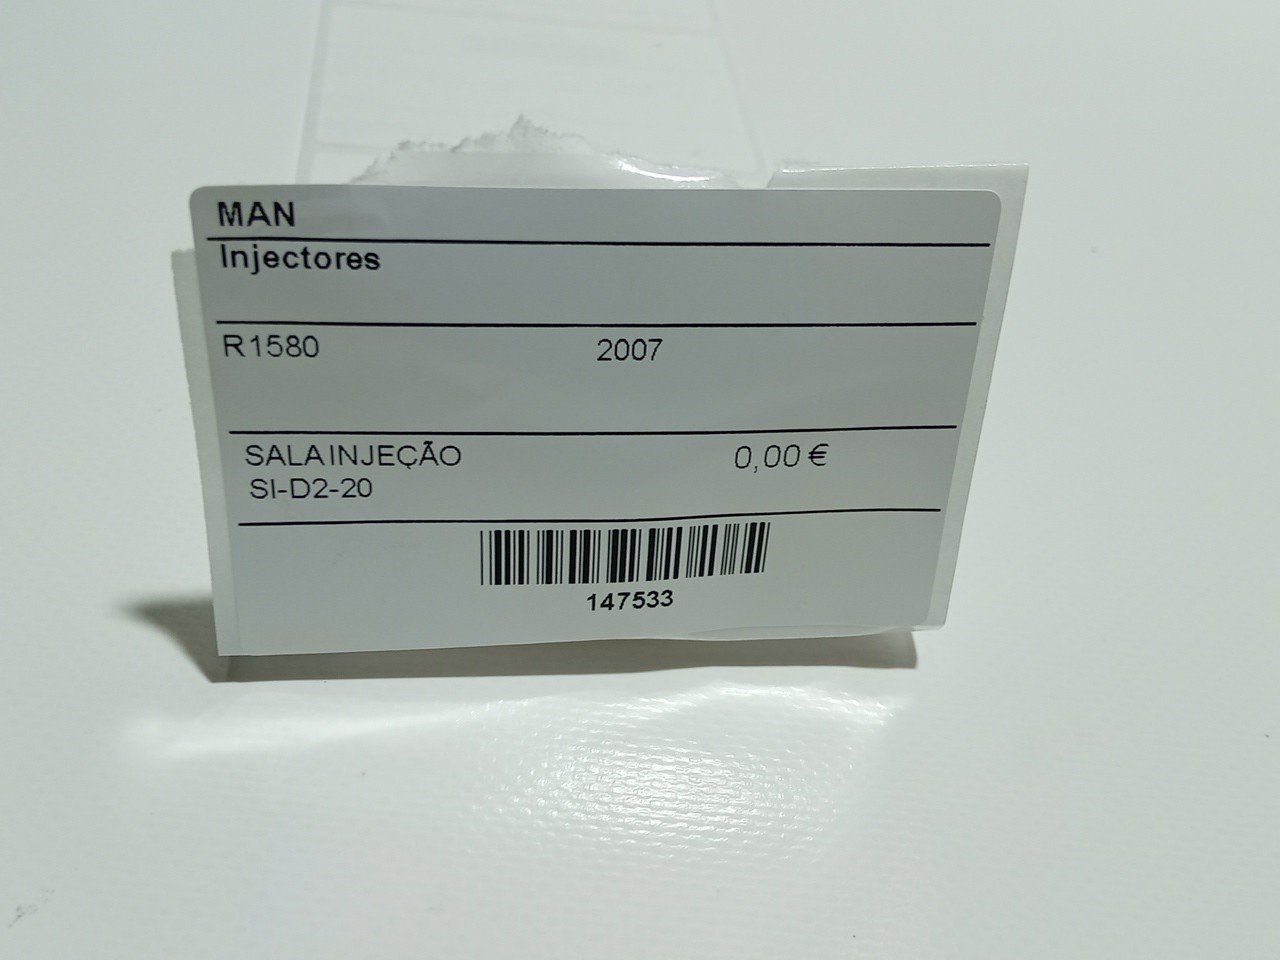 MAN
Injectores
R1580 2007
SALA INJEÇÃO 0,00 €
SI-D2-20
147533